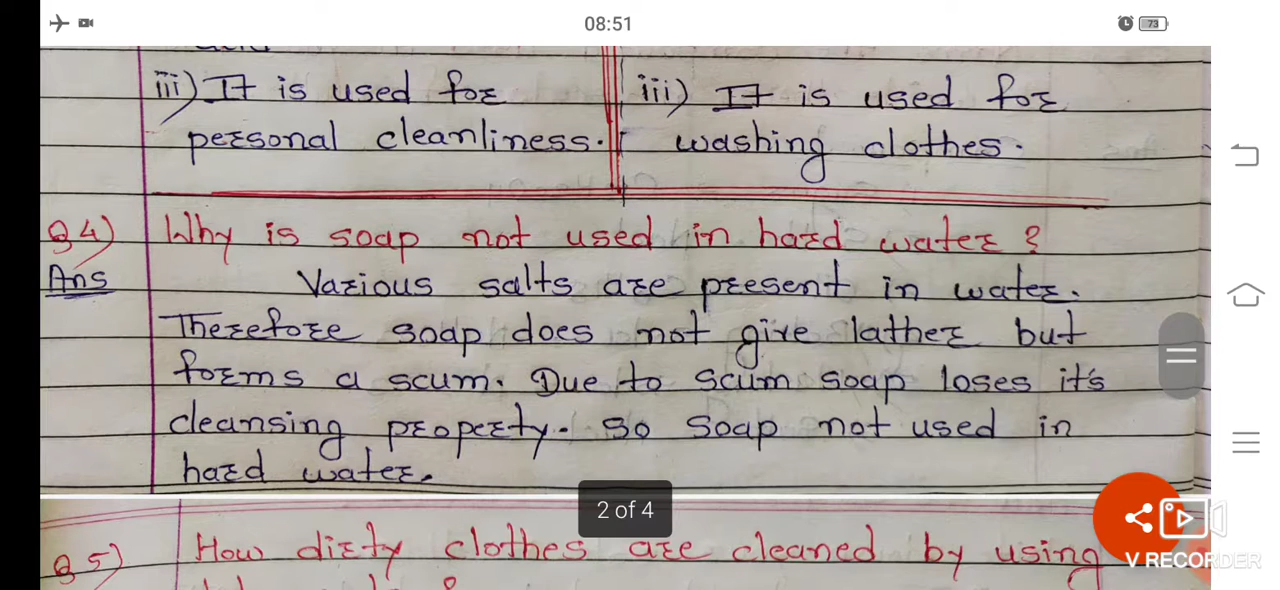 08:51
73
iii) It is used for
personal cleanliness.
iii) It is used for
washing clothes.
Q4) Why is soap not used in hard water?
Ans Various salts are present in water.
Therefore soap does not give lather but
forms a scum. Due to scum soap loses it's
cleansing property. so soap not used in
hard water.
2 of 4
V RECORDER
Q5) How dirty clothes are cleaned by using